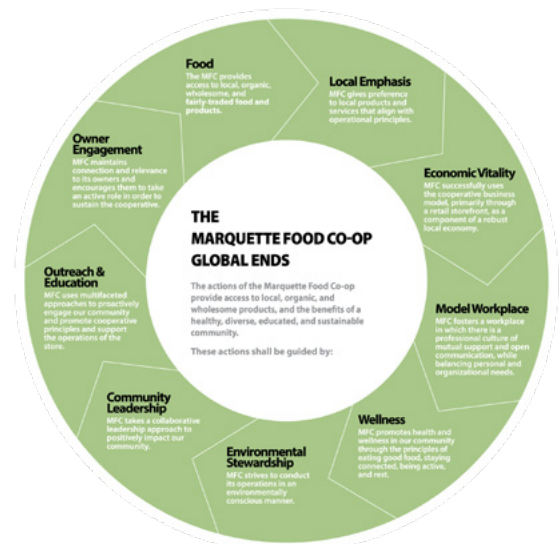 THE
MARQUETTE FOOD CO-OP
GLOBAL ENDS
The actions of the Marquette Food Co-op
provide access to local, organic, and
wholesome products, and the benefits of a
healthy, diverse, educated, and sustainable
community.
These actions shall be guided by:
Food
The MFC provides
access to local, organic,
wholesome, and
fairly-traded food and
products.
Local Emphasis
MFC gives preference
to local products and
services that align with
operational principles.
Economic Vitality
MFC successfully uses
the cooperative business
model, primarily through
a retail storefront, as a
component of a robust
local economy.
Model Workplace
MFC fosters a workplace
in which there is a
professional culture of
mutual support and open
communication, while
balancing personal and
organizational needs.
Wellness
MFC promotes health and
wellness in our community
through the principles of
eating good food, staying
connected, being active,
and rest.
Environmental
Stewardship
MFC strives to conduct
its operations in an
environmentally
conscious manner.
Community
Leadership
MFC takes a collaborative
leadership approach to
positively impact our
community.
Outreach &
Education
MFC uses multifaceted
approaches to proactively
engage our community
and promote cooperative
principles and support
the operations of the
store.
Owner
Engagement
MFC maintains
connection and relevance
to its owners and
encourages them to take
an active role in order to
sustain the cooperative.